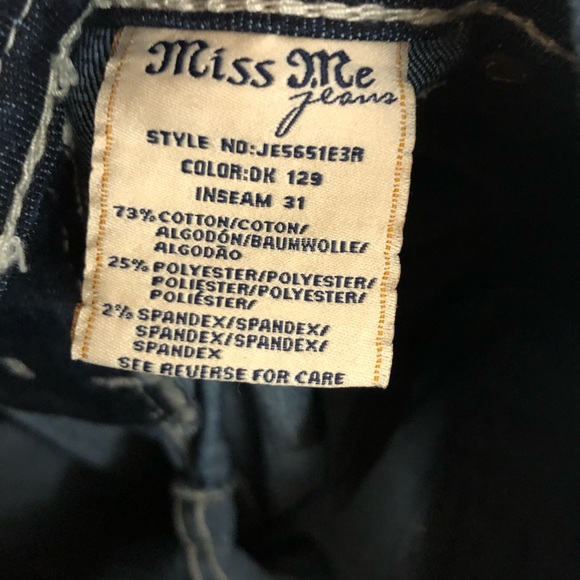 Miss Me
jeans
STYLE NO:JE5651E3R
COLOR:DK 129
INSEAM 31
73% COTTON/COTON/
ALGODÓN/BAUMWOLLE/
ALGODÃO
25% POLYESTER/POLYESTER/
POLIÉSTER/POLYESTER/
POLIÉSTER/
2% SPANDEX/SPANDEX/
SPANDEX/SPANDEX/
SPANDEX
SEE REVERSE FOR CARE